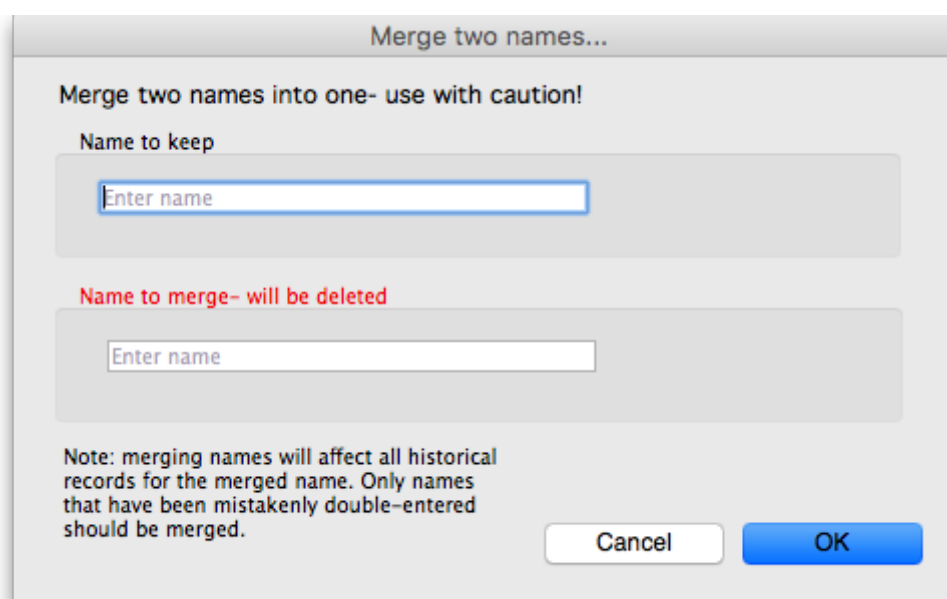 Merge two names...
Merge two names into one- use with caution!
Name to keep
Enter name
Name to merge- will be deleted
Enter name
Note: merging names will affect all historical
records for the merged name. Only names
that have been mistakenly double-entered
should be merged.
Cancel
OK